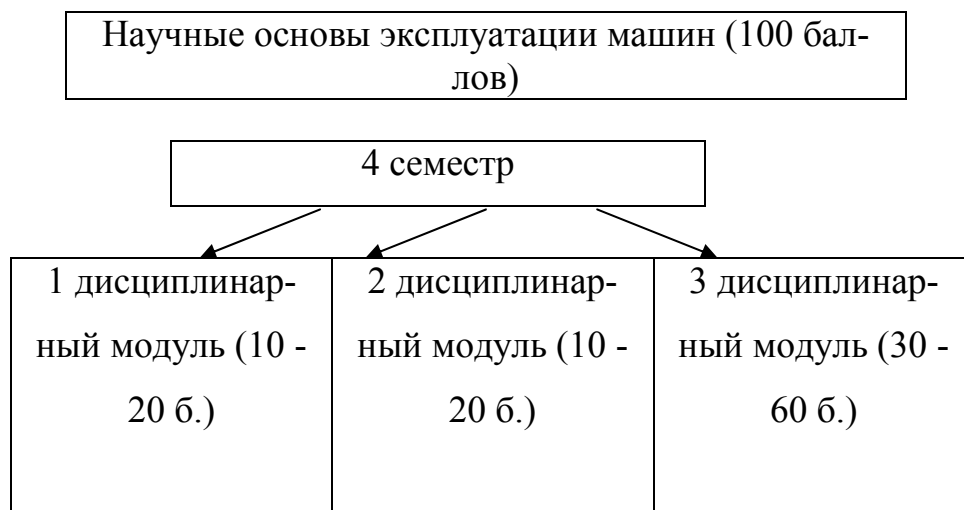 Научные основы эксплуатации машин (100 бал-
лов)
4 семестр
1 дисциплинар-
ный модуль (10 -
20 б.)
2 дисциплинар-
ный модуль (10 -
20 б.)
3 дисциплинар-
ный модуль (30 -
60 б.)